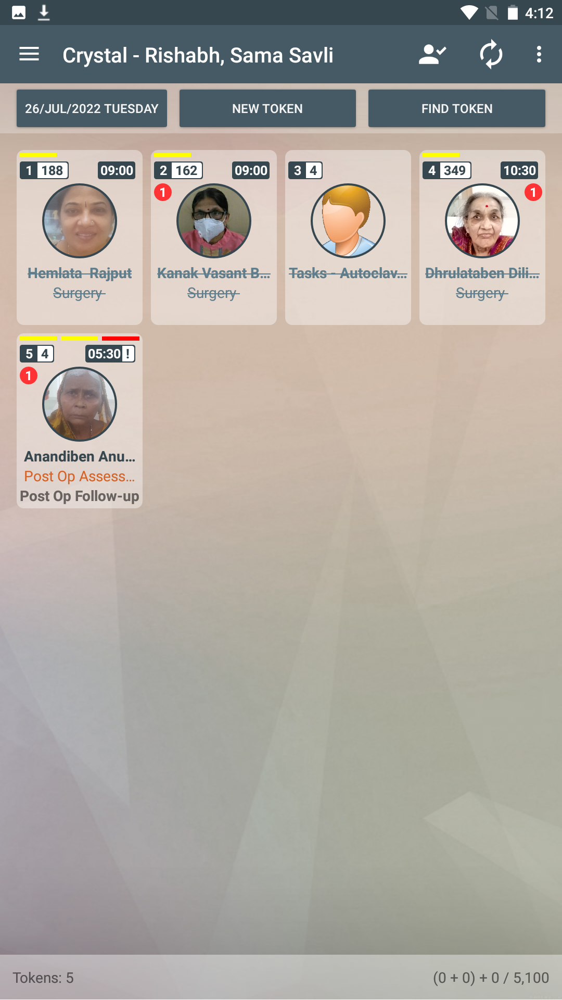 4:12
Crystal - Rishabh, Sama Savli
26/JUL/2022 TUESDAY NEW TOKEN FIND TOKEN
1 188 09:00
Hemlata Rajput
Surgery
2 162 09:00
1
Kanak Vasant B...
Surgery
3 4
Tasks - Autoclav...
4 349 10:30
1
Dhrulataben Dili...
Surgery
5 4 05:30 !
1
Anandiben Anu...
Post Op Assess...
Post Op Follow-up
Tokens: 5 (0 + 0) + 0 / 5,100